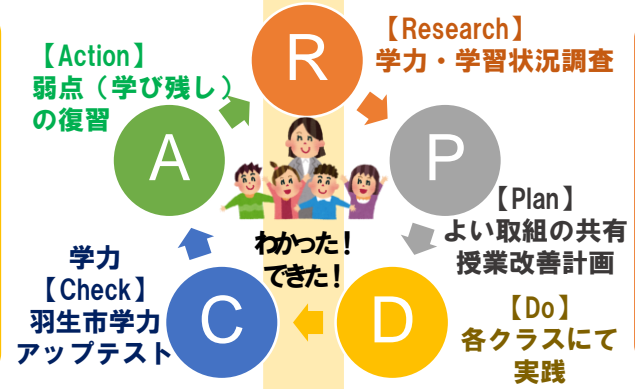 R
【Research】
学力・学習状況調査
P
【Plan】
よい取組の共有
授業改善計画
D
【Do】
各クラスにて
実践
C
学力
【Check】
羽生市学力
アップテスト
A
【Action】
弱点（学び残し）
の復習
わかった！
できた！